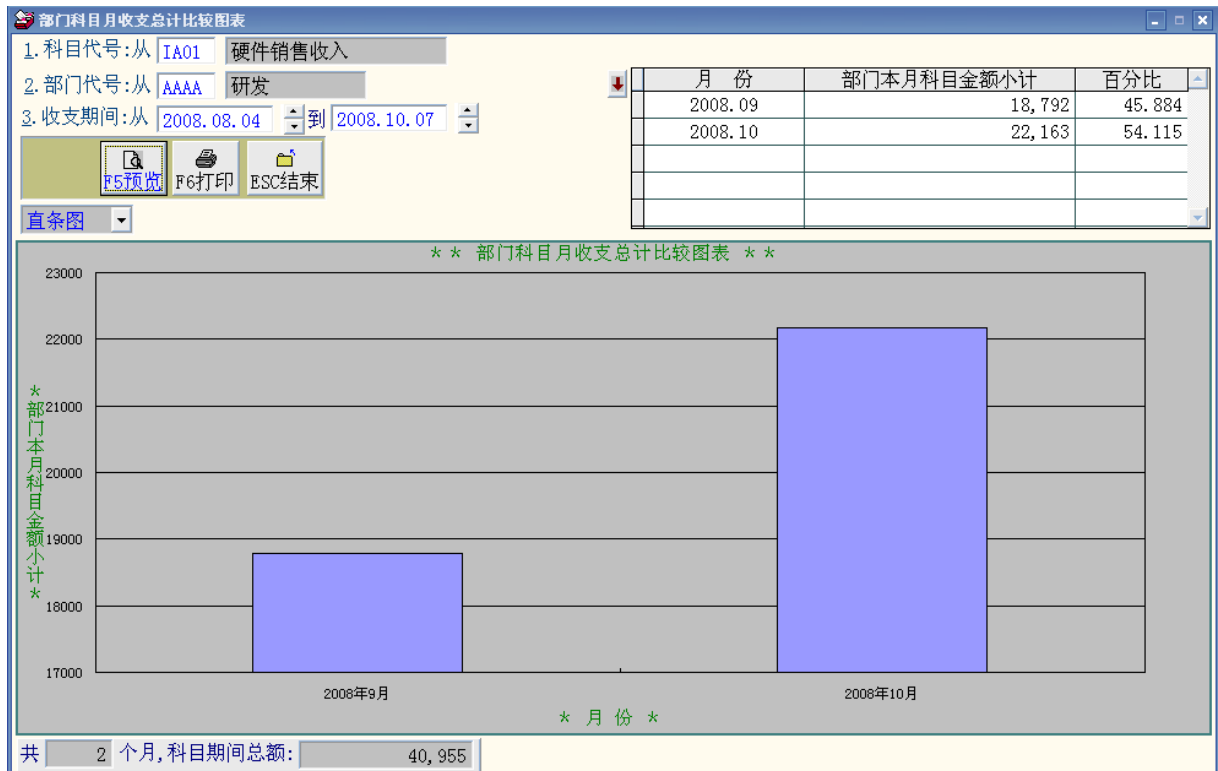 部门科目月收支总计比较图表
1.科目代号:从 IA01 硬件销售收入
2.部门代号:从 AAAA 研发
3.收支期间:从 2008.08.04 到 2008.10.07
F5预览 F6打印 ESC结束
直条图
月 份 部门本月科目金额小计 百分比
2008.09 18,792 45.884
2008.10 22,163 54.115
** 部门科目月收支总计比较图表 **
*部门本月科目金额小计*
23000
22000
21000
20000
19000
18000
17000
2008年9月 2008年10月
* 月 份 *
共 2 个月,科目期间总额: 40,955